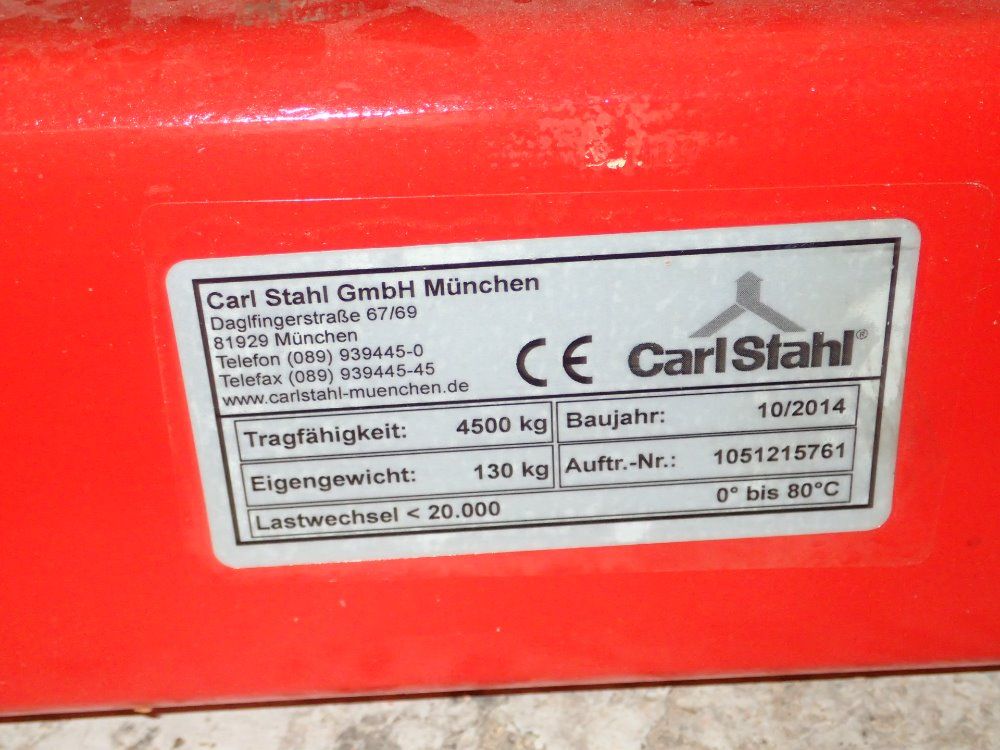 Carl Stahl GmbH München
Daglfingerstraße 67/69
81929 München
Telefon (089) 939445-0
Telefax (089) 939445-45
www.carlstahl-muenchen.de
CE
CarlStahl®
Tragfähigkeit: 4500 kg
Baujahr: 10/2014
Eigengewicht: 130 kg
Auftr.-Nr.: 1051215761
Lastwechsel < 20.000 0° bis 80°C